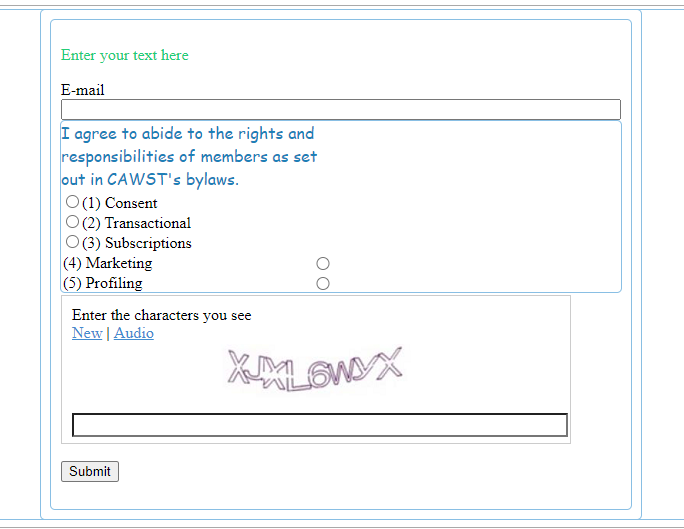 Enter your text here
E-mail
I agree to abide to the rights and
responsibilities of members as set
out in CAWST's bylaws.
(1) Consent
(2) Transactional
(3) Subscriptions
(4) Marketing
(5) Profiling
Enter the characters you see
New | Audio
Submit